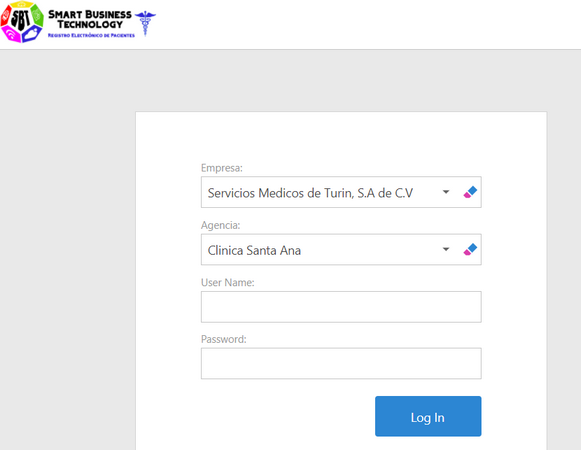 SBT
SMART BUSINESS
TECHNOLOGY
REGISTRO ELECTRÓNICO DE PACIENTES
Empresa:
Servicios Medicos de Turin, S.A de C.V
Agencia:
Clinica Santa Ana
User Name:
Password:
Log In